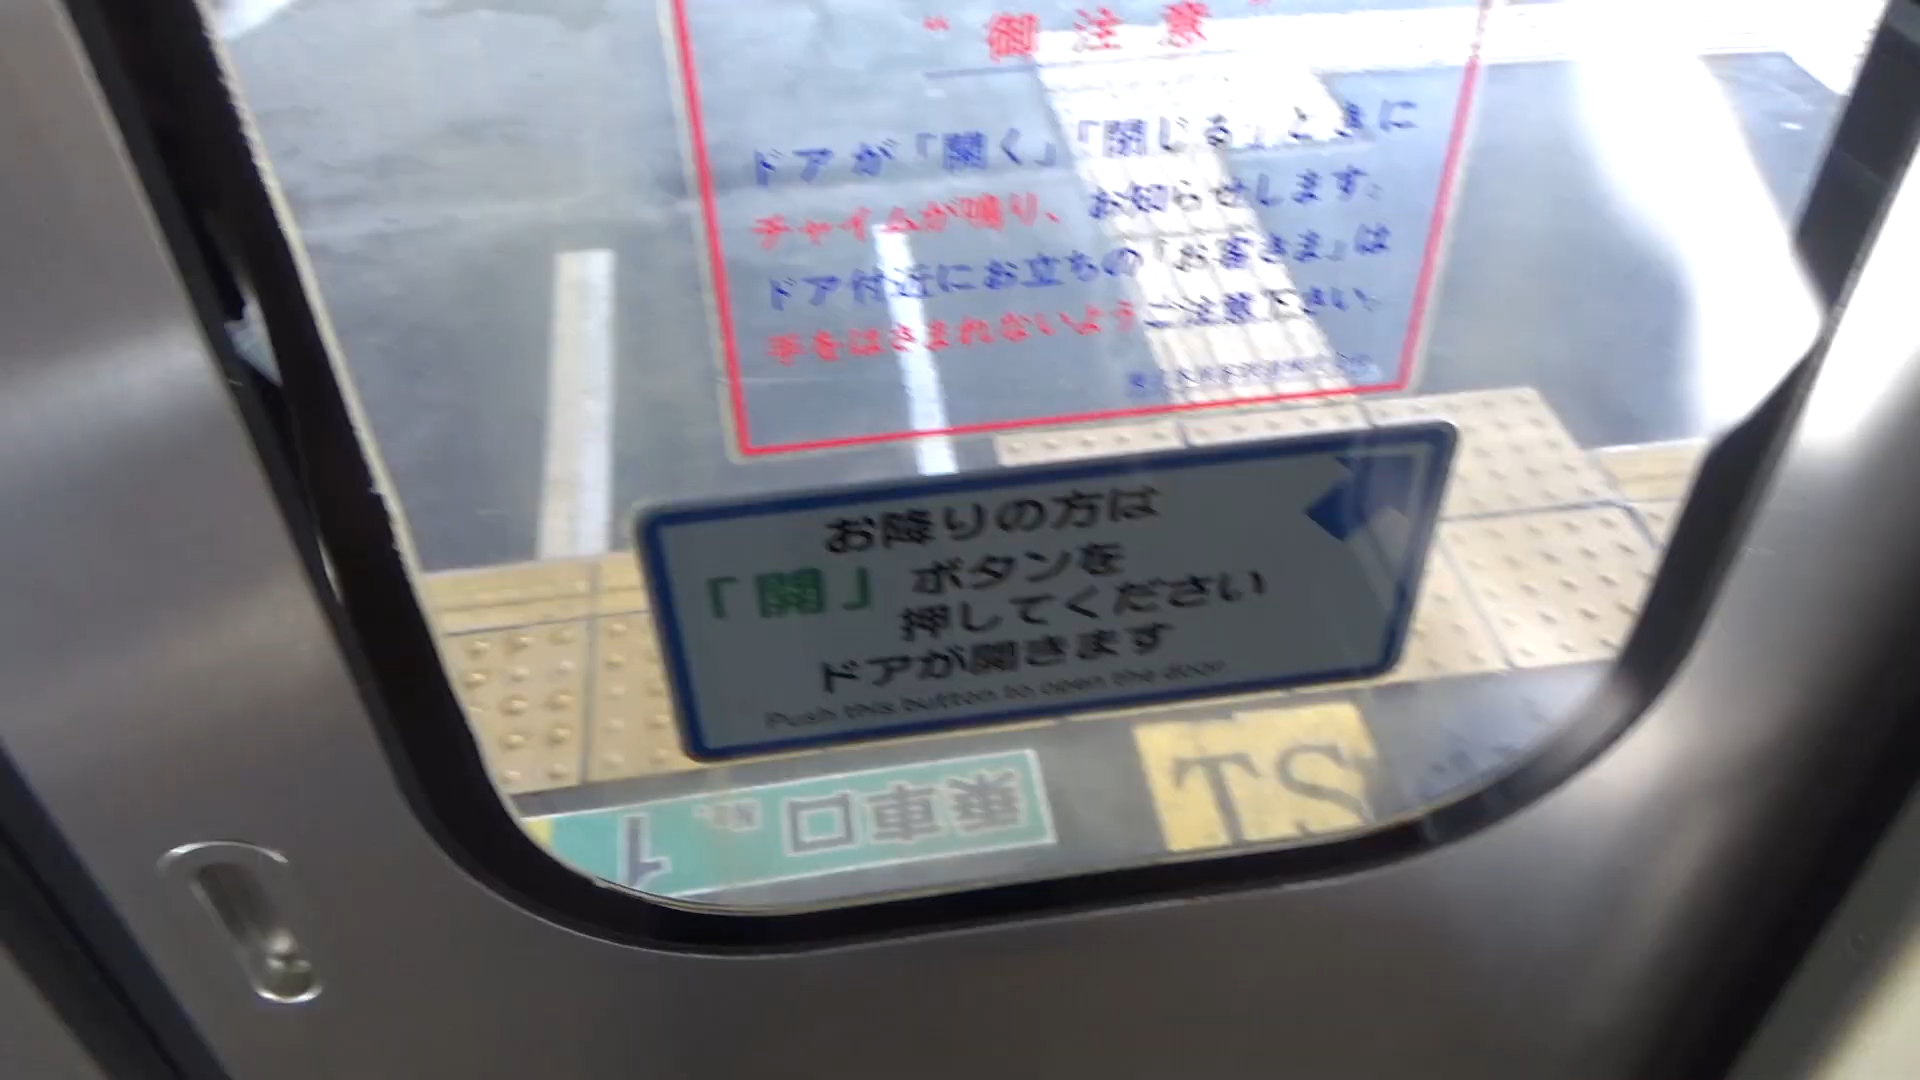 “御注意”
ドアが「開く」「閉じる」ときに
チャイムが鳴り、お知らせします。
ドア付近にお立ちの「お客さま」は
手をはさまれないようご注意下さい。
お降りの方は
「開」ボタンを
押してください
ドアが開きます
Push this button to open the door
乗車口 No. 1
TS